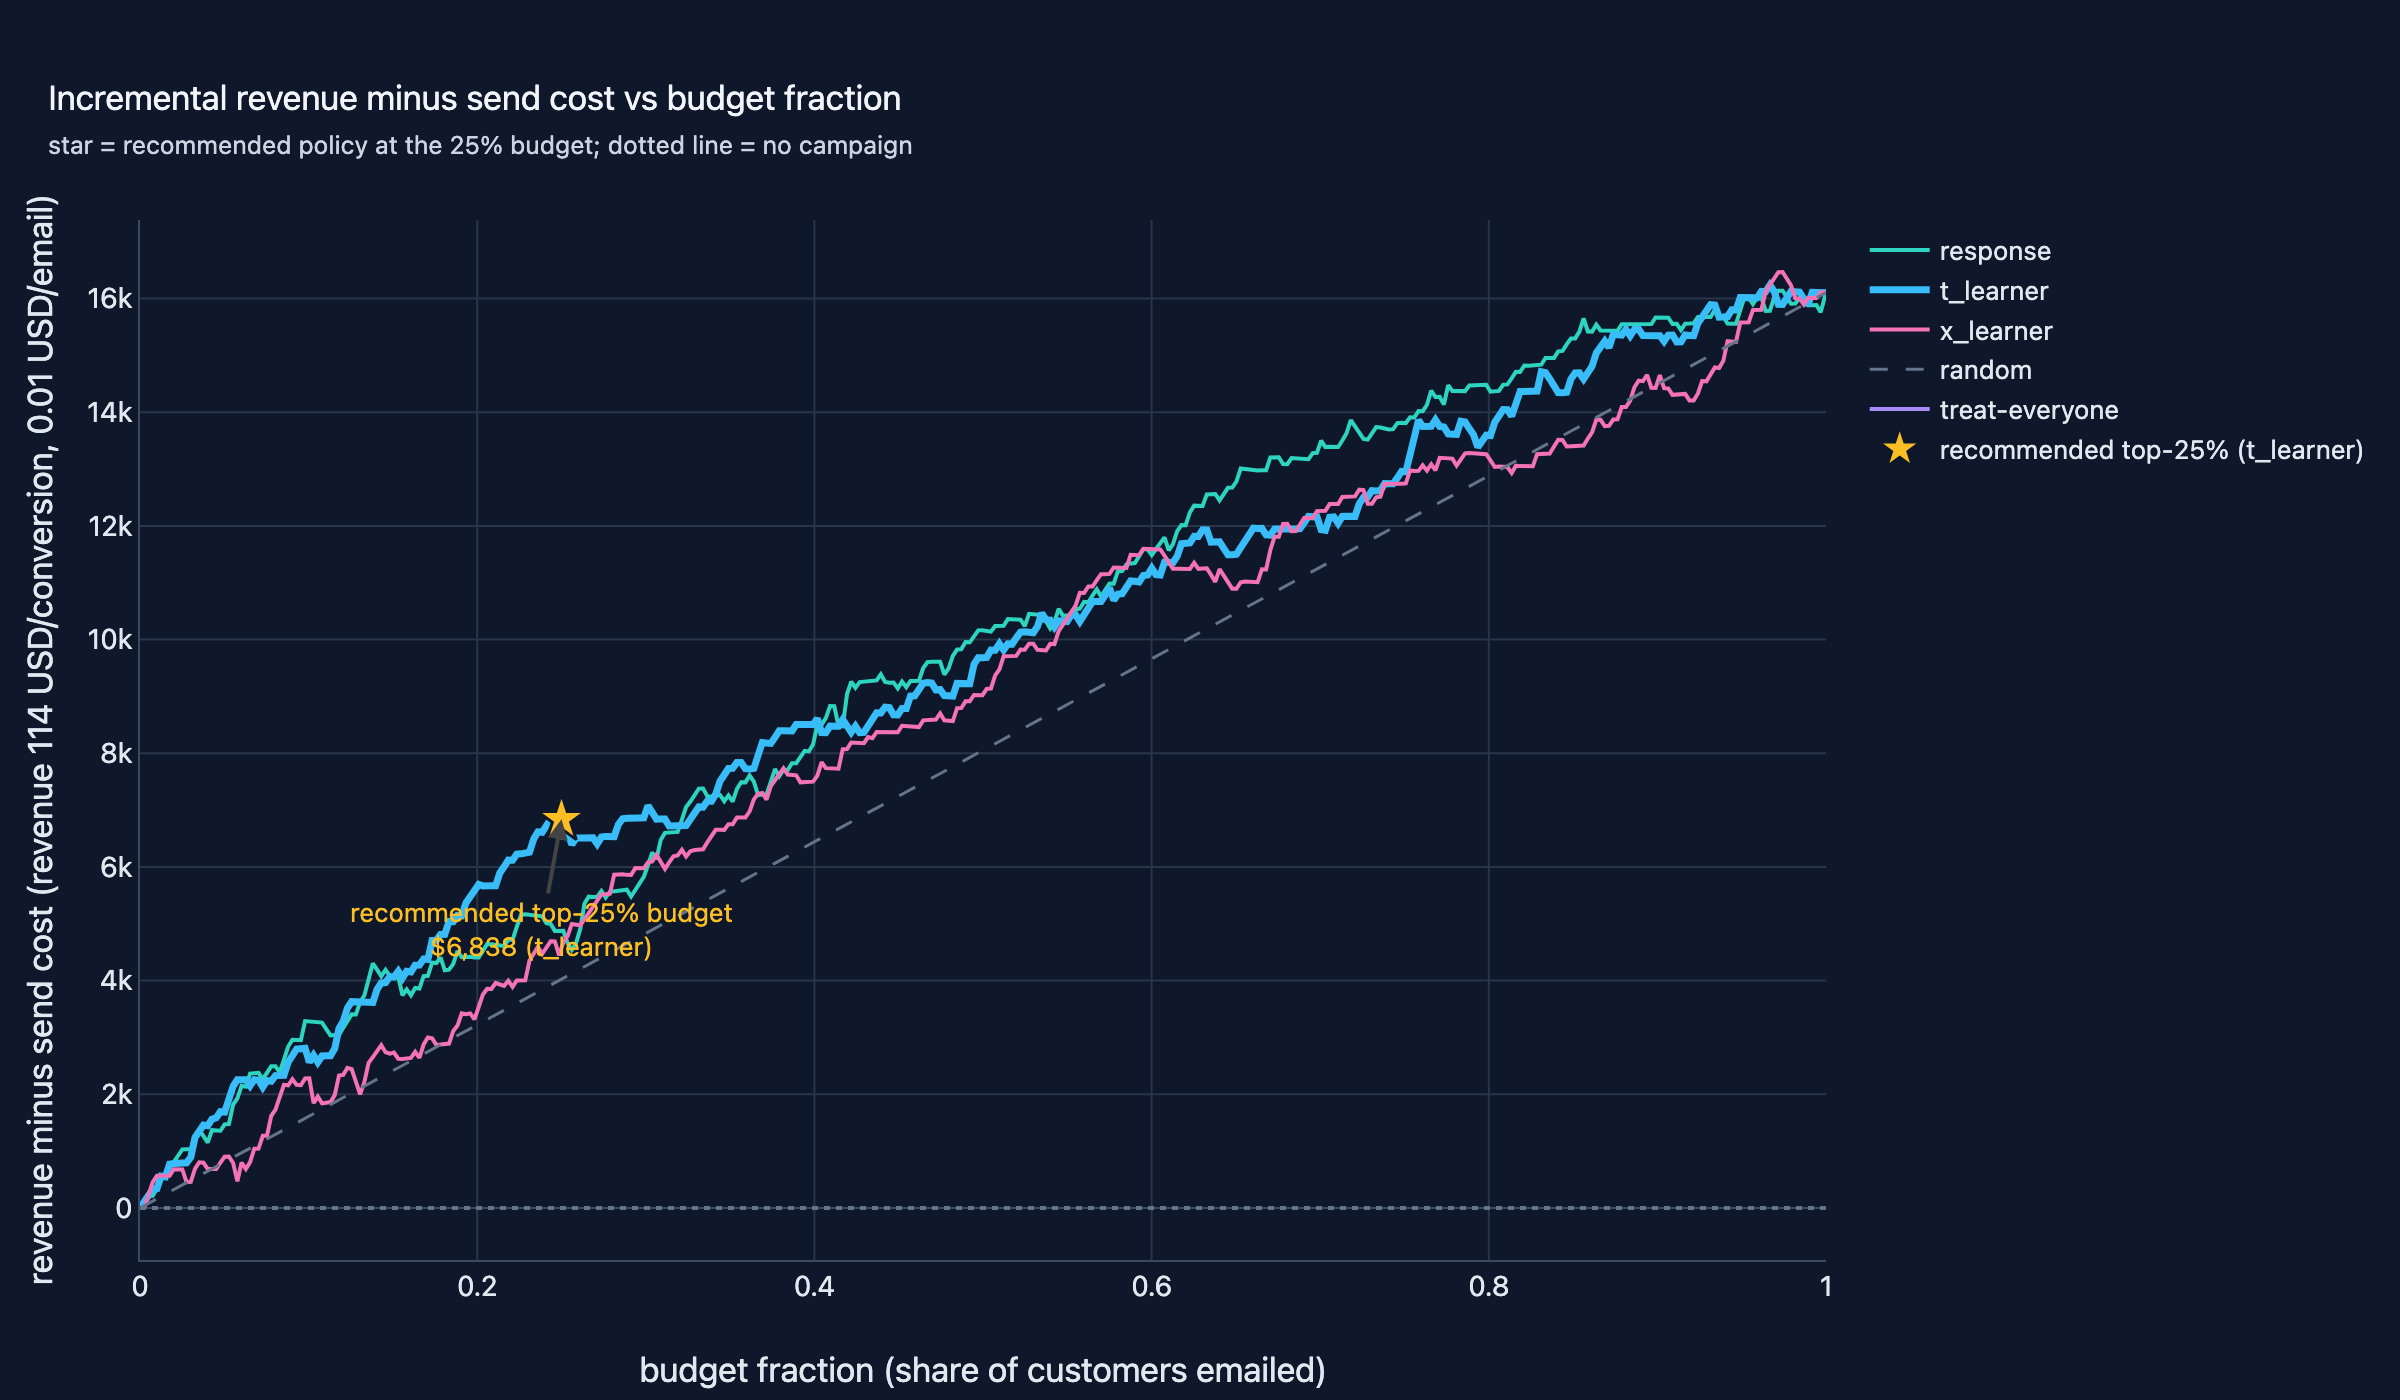 Incremental revenue minus send cost vs budget fraction
star = recommended policy at the 25% budget; dotted line = no campaign
revenue minus send cost (revenue 114 USD/conversion, 0.01 USD/email)
16k
14k
12k
10k
8k
6k
4k
2k
0
recommended top-25% budget
$6,838 (t_learner)
0
0.2
0.4
0.6
0.8
1
budget fraction (share of customers emailed)
response
t_learner
x_learner
random
treat-everyone
recommended top-25% (t_learner)